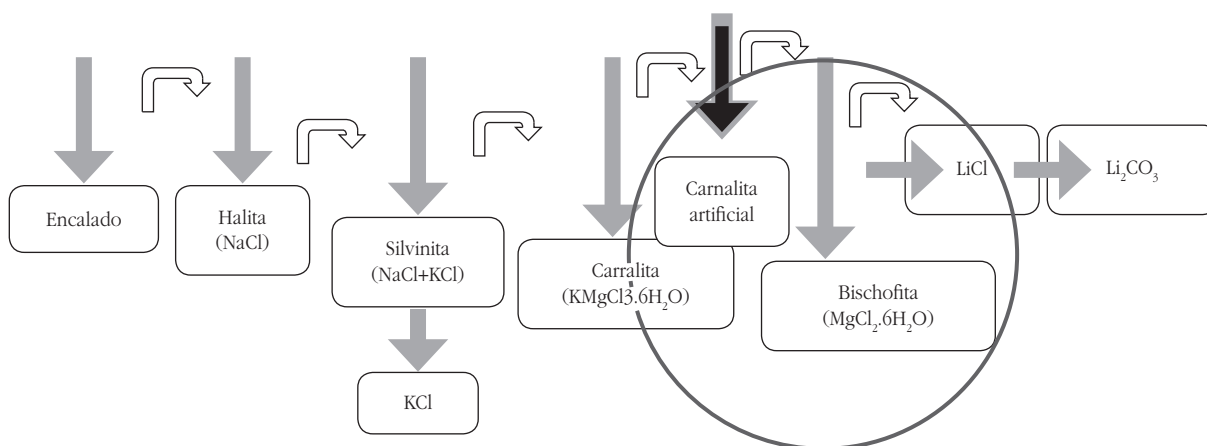 Encalado
Halita
(NaCl)
Silvinita
(NaCl+KCl)
KCl
Carralita
(KMgCl3.6H₂O)
Carnalita
artificial
Bischofita
(MgCl₂.6H₂O)
LiCl
Li₂CO₃